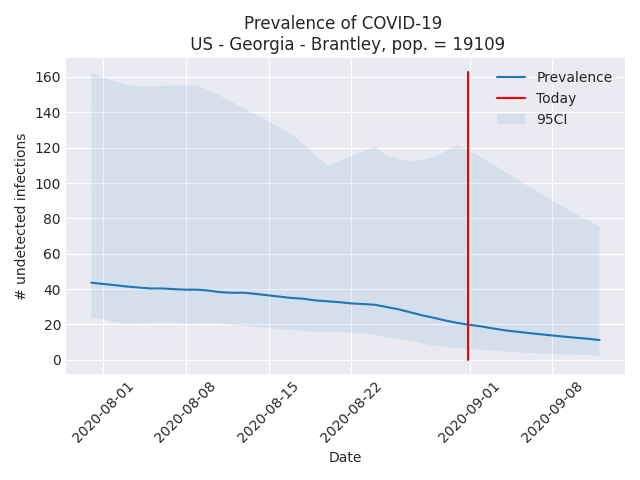 Prevalence of COVID-19
US - Georgia - Brantley, pop. = 19109
# undetected infections
160
140
120
100
80
60
40
20
0
Prevalence
Today
95CI
2020-08-01
2020-08-08
2020-08-15
2020-08-22
2020-09-01
2020-09-08
Date